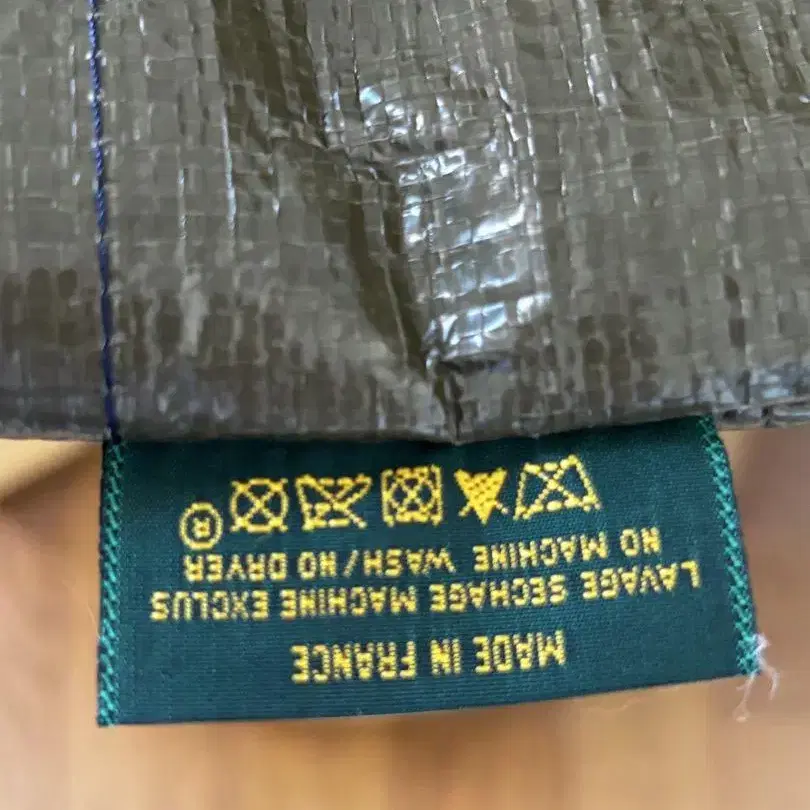 MADE IN FRANCE
LAVAGE SECHAGE MACHINE EXCLUS
NO MACHINE WASH/NO DRYER
®